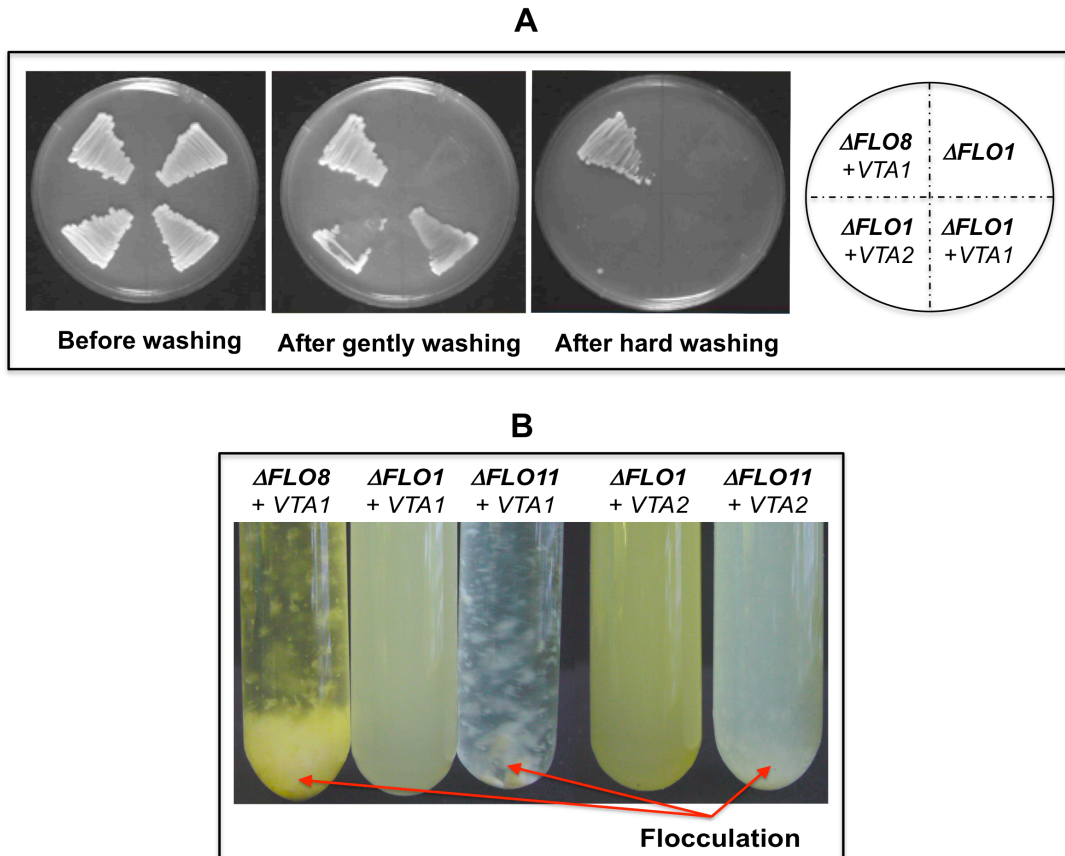 A
ΔFLO8
+VTA1
ΔFLO1
ΔFLO1
+VTA2
ΔFLO1
+VTA1
Before washing
After gently washing
After hard washing
B
ΔFLO8
+ VTA1
ΔFLO1
+ VTA1
ΔFLO11
+ VTA1
ΔFLO1
+ VTA2
ΔFLO11
+ VTA2
Flocculation